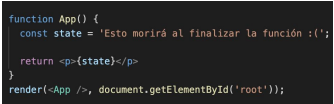 function App() {
const state = 'Esto morirá al finalizar la función :(';
return <p>{state}</p>
}
render(<App />, document.getElementById('root'));